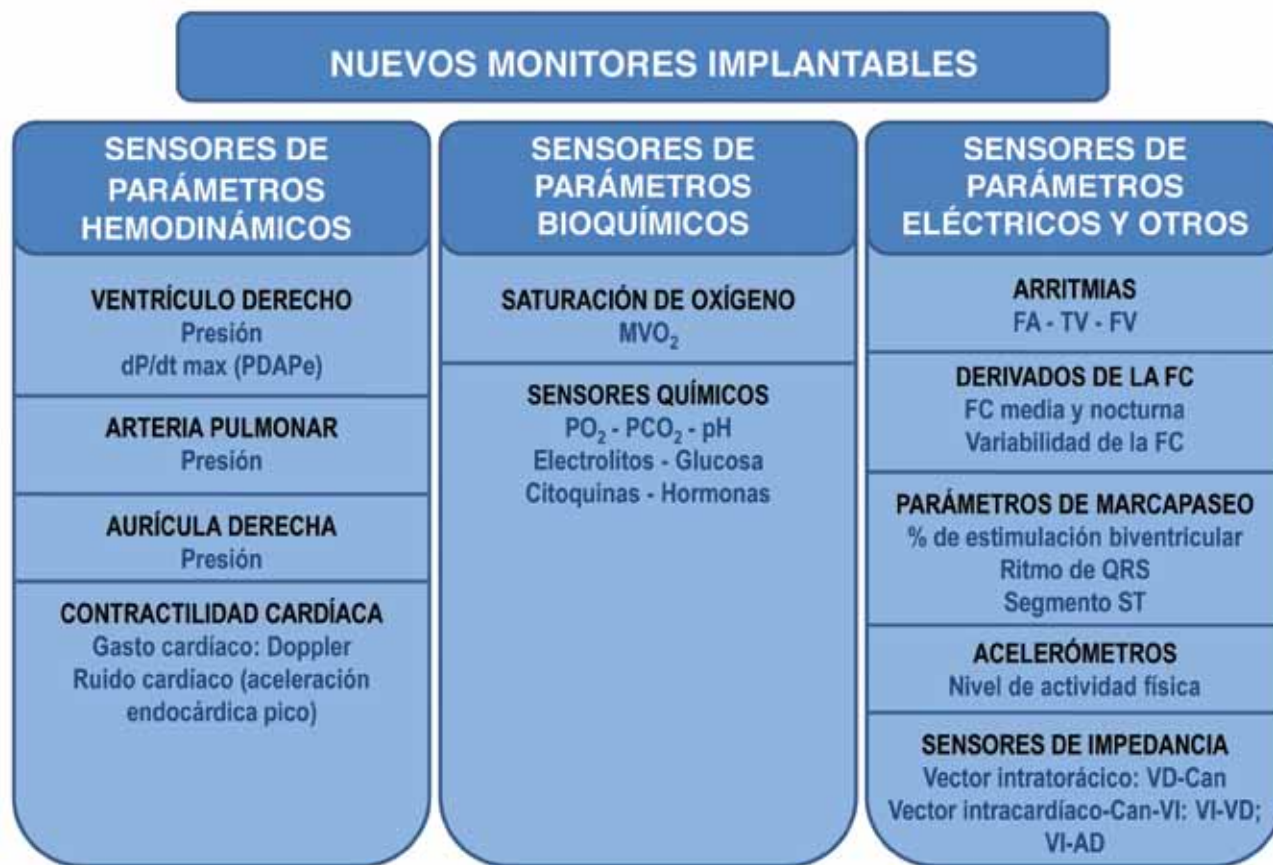 NUEVOS MONITORES IMPLANTABLES
SENSORES DE
PARÁMETROS
HEMODINÁMICOS
VENTRÍCULO DERECHO
Presión
dP/dt max (PDAPe)
ARTERIA PULMONAR
Presión
AURÍCULA DERECHA
Presión
CONTRACTILIDAD CARDÍACA
Gasto cardíaco: Doppler
Ruido cardíaco (aceleración
endocárdica pico)
SENSORES DE
PARÁMETROS
BIOQUÍMICOS
SATURACIÓN DE OXÍGENO
MVO₂
SENSORES QUÍMICOS
PO₂ - PCO₂ - pH
Electrolitos - Glucosa
Citoquinas - Hormonas
SENSORES DE
PARÁMETROS
ELÉCTRICOS Y OTROS
ARRITMIAS
FA - TV - FV
DERIVADOS DE LA FC
FC media y nocturna
Variabilidad de la FC
PARÁMETROS DE MARCAPASEO
% de estimulación biventricular
Ritmo de QRS
Segmento ST
ACELERÓMETROS
Nivel de actividad física
SENSORES DE IMPEDANCIA
Vector intratorácico: VD-Can
Vector intracardíaco-Can-VI: VI-VD;
VI-AD